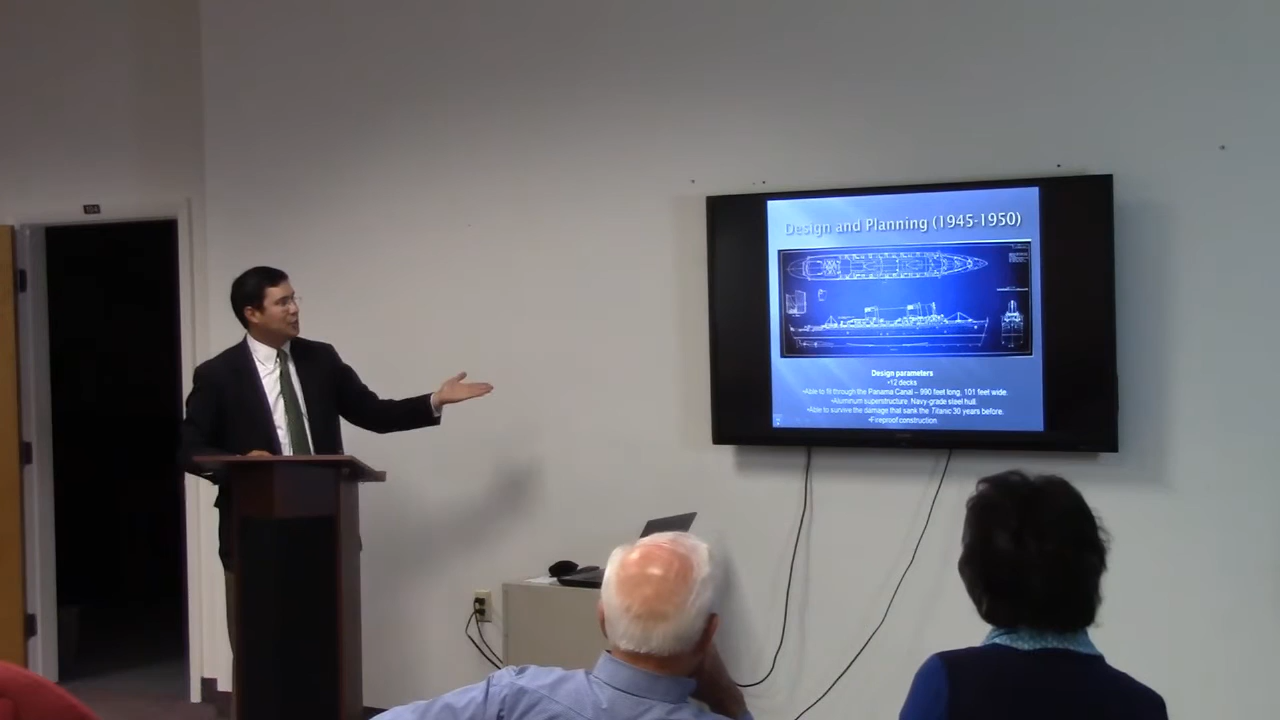 Design and Planning (1945-1950)
Design parameters
•12 decks
•Able to fit through the Panama Canal – 990 feet long, 101 feet wide.
•Aluminum superstructure. Navy-grade steel hull.
•Able to survive the damage that sank the Titanic 30 years before.
•Fireproof construction